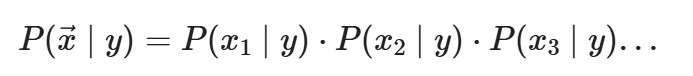 P(x⃗ | y) = P(x₁ | y) · P(x₂ | y) · P(x₃ | y)...